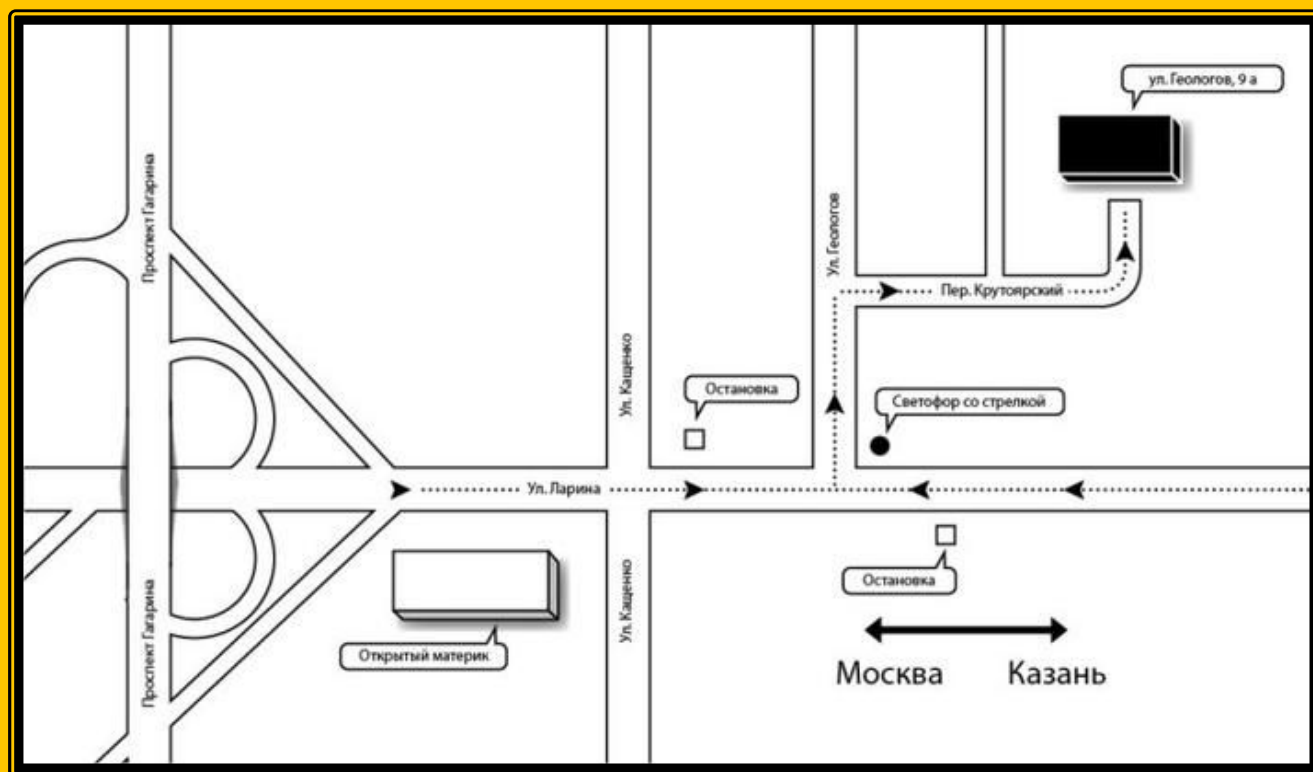 ул. Геологов, 9 а
Проспект Гагарина
Ул. Геологов
Пер. Крутоярский
Ул. Кащенко
Остановка
Светофор со стрелкой
Ул. Ларина
Остановка
Проспект Гагарина
Ул. Кащенко
Открытый материк
Москва Казань